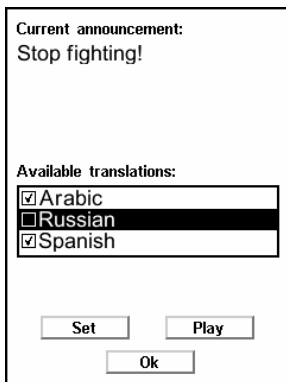 Current announcement:
Stop fighting!
Available translations:
Arabic
Russian
Spanish
Set Play
Ok